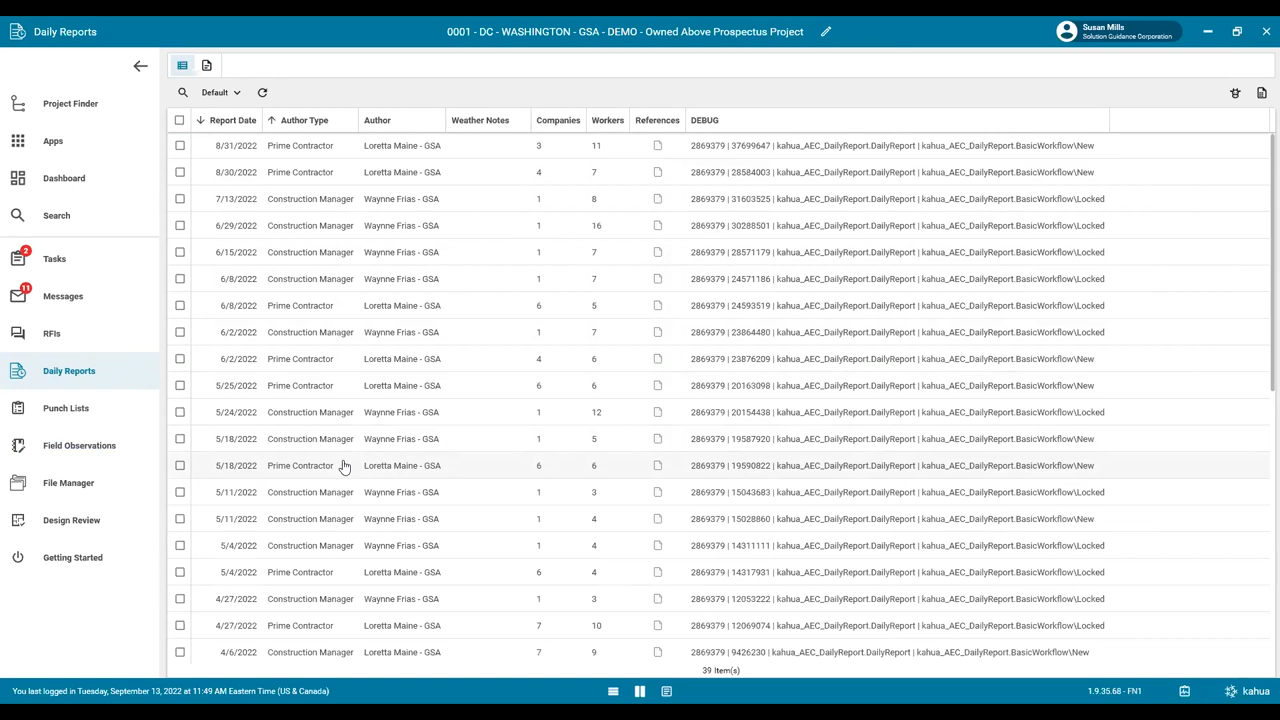 Daily Reports
0001 - DC - WASHINGTON - GSA - DEMO - Owned Above Prospectus Project
Susan Mills
Solution Guidance Corporation
Project Finder
Apps
Dashboard
Search
2
Tasks
11
Messages
RFIs
Daily Reports
Punch Lists
Field Observations
File Manager
Design Review
Getting Started
Default
Report Date Author Type Author Weather Notes Companies Workers References DEBUG
8/31/2022 Prime Contractor Loretta Maine - GSA 3 11 2869379 | 37699647 | kahua_AEC_DailyReport.DailyReport | kahua_AEC_DailyReport.BasicWorkflow\New
8/30/2022 Prime Contractor Loretta Maine - GSA 4 7 2869379 | 28584003 | kahua_AEC_DailyReport.DailyReport | kahua_AEC_DailyReport.BasicWorkflow\New
7/13/2022 Construction Manager Waynne Frias - GSA 1 8 2869379 | 31603525 | kahua_AEC_DailyReport.DailyReport | kahua_AEC_DailyReport.BasicWorkflow\Locked
6/29/2022 Construction Manager Waynne Frias - GSA 1 16 2869379 | 30288501 | kahua_AEC_DailyReport.DailyReport | kahua_AEC_DailyReport.BasicWorkflow\Locked
6/15/2022 Construction Manager Waynne Frias - GSA 1 7 2869379 | 28571179 | kahua_AEC_DailyReport.DailyReport | kahua_AEC_DailyReport.BasicWorkflow\Locked
6/8/2022 Construction Manager Waynne Frias - GSA 1 7 2869379 | 24571186 | kahua_AEC_DailyReport.DailyReport | kahua_AEC_DailyReport.BasicWorkflow\Locked
6/8/2022 Prime Contractor Loretta Maine - GSA 6 5 2869379 | 24593519 | kahua_AEC_DailyReport.DailyReport | kahua_AEC_DailyReport.BasicWorkflow\Locked
6/2/2022 Construction Manager Waynne Frias - GSA 1 7 2869379 | 23864480 | kahua_AEC_DailyReport.DailyReport | kahua_AEC_DailyReport.BasicWorkflow\Locked
6/2/2022 Prime Contractor Loretta Maine - GSA 4 6 2869379 | 23876209 | kahua_AEC_DailyReport.DailyReport | kahua_AEC_DailyReport.BasicWorkflow\New
5/25/2022 Prime Contractor Loretta Maine - GSA 6 6 2869379 | 20163098 | kahua_AEC_DailyReport.DailyReport | kahua_AEC_DailyReport.BasicWorkflow\New
5/24/2022 Construction Manager Waynne Frias - GSA 1 12 2869379 | 20154438 | kahua_AEC_DailyReport.DailyReport | kahua_AEC_DailyReport.BasicWorkflow\Locked
5/18/2022 Construction Manager Waynne Frias - GSA 1 5 2869379 | 19587920 | kahua_AEC_DailyReport.DailyReport | kahua_AEC_DailyReport.BasicWorkflow\New
5/18/2022 Prime Contractor Loretta Maine - GSA 6 6 2869379 | 19590822 | kahua_AEC_DailyReport.DailyReport | kahua_AEC_DailyReport.BasicWorkflow\New
5/11/2022 Construction Manager Waynne Frias - GSA 1 3 2869379 | 15043683 | kahua_AEC_DailyReport.DailyReport | kahua_AEC_DailyReport.BasicWorkflow\Locked
5/11/2022 Construction Manager Waynne Frias - GSA 1 4 2869379 | 15028860 | kahua_AEC_DailyReport.DailyReport | kahua_AEC_DailyReport.BasicWorkflow\New
5/4/2022 Construction Manager Waynne Frias - GSA 1 4 2869379 | 14311111 | kahua_AEC_DailyReport.DailyReport | kahua_AEC_DailyReport.BasicWorkflow\Locked
5/4/2022 Prime Contractor Loretta Maine - GSA 6 4 2869379 | 14317931 | kahua_AEC_DailyReport.DailyReport | kahua_AEC_DailyReport.BasicWorkflow\Locked
4/27/2022 Construction Manager Waynne Frias - GSA 1 3 2869379 | 12053222 | kahua_AEC_DailyReport.DailyReport | kahua_AEC_DailyReport.BasicWorkflow\Locked
4/27/2022 Prime Contractor Loretta Maine - GSA 7 10 2869379 | 12069074 | kahua_AEC_DailyReport.DailyReport | kahua_AEC_DailyReport.BasicWorkflow\Locked
4/6/2022 Construction Manager Loretta Maine - GSA 7 9 2869379 | 9426230 | kahua_AEC_DailyReport.DailyReport | kahua_AEC_DailyReport.BasicWorkflow\New
39 Item(s)
You last logged in Tuesday, September 13, 2022 at 11:49 AM Eastern Time (US & Canada)
1.9.35.68 - FN1
kahua